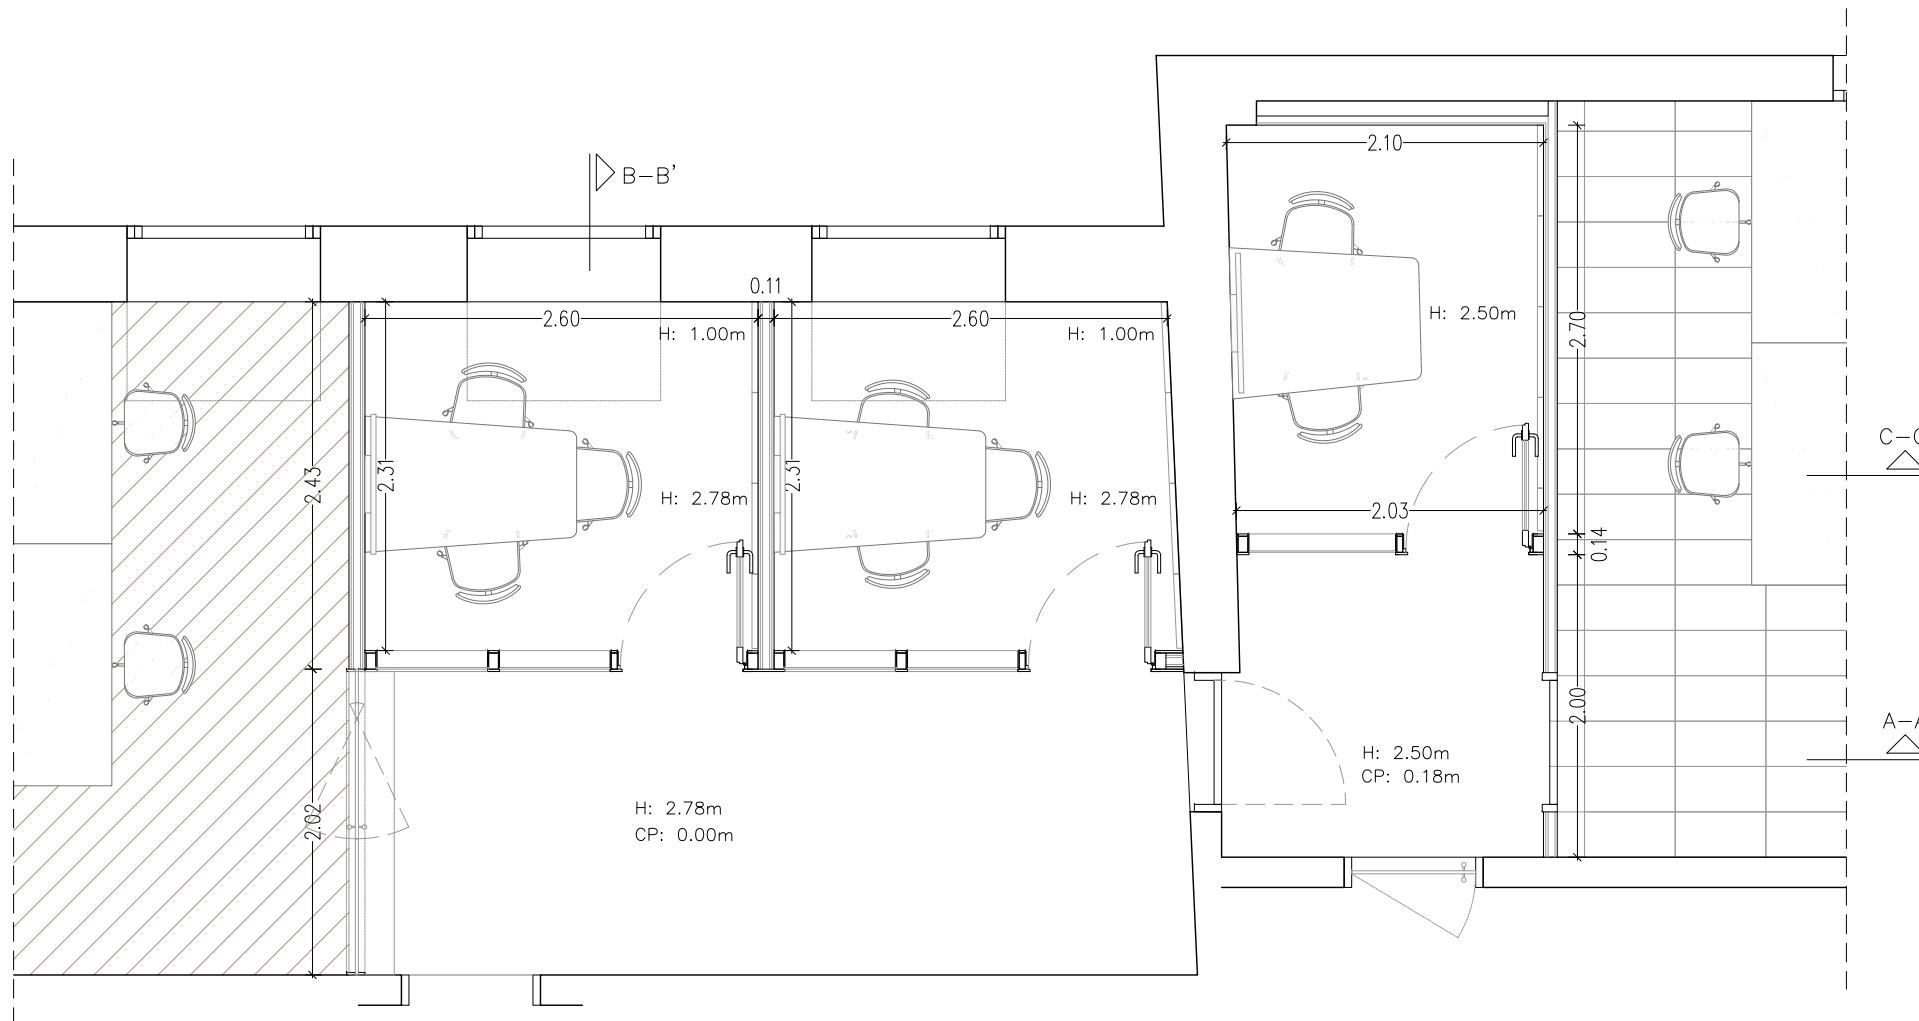 B-B'
2.10
0.11
2.60
H: 1.00m
2.60
H: 1.00m
H: 2.50m
2.70
C-C
2.43
2.31
H: 2.78m
2.31
H: 2.78m
2.03
0.14
2.00
A-A
H: 2.50m
CP: 0.18m
2.02
H: 2.78m
CP: 0.00m